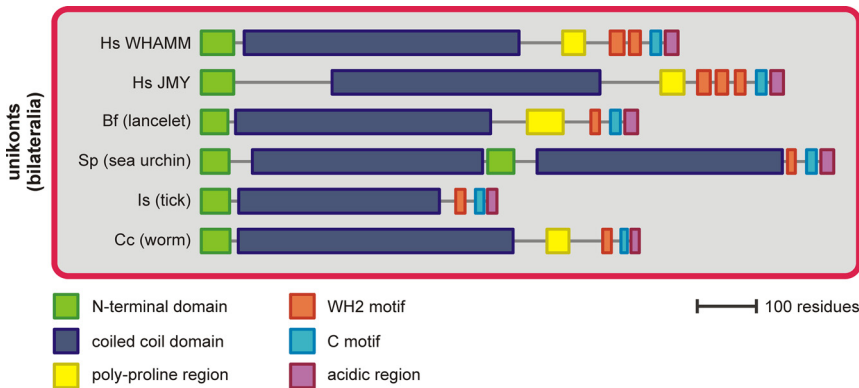 unikonts
(bilateralia)
Hs WHAMM
Hs JMY
Bf (lancelet)
Sp (sea urchin)
Is (tick)
Cc (worm)
N-terminal domain
coiled coil domain
poly-proline region
WH2 motif
C motif
acidic region
100 residues